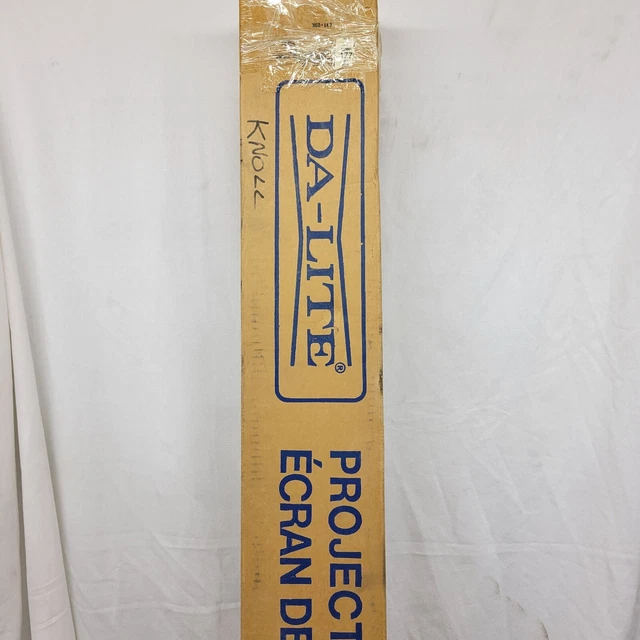 DA-LITE®
KNOLL
PROJECT
ÉCRAN DE